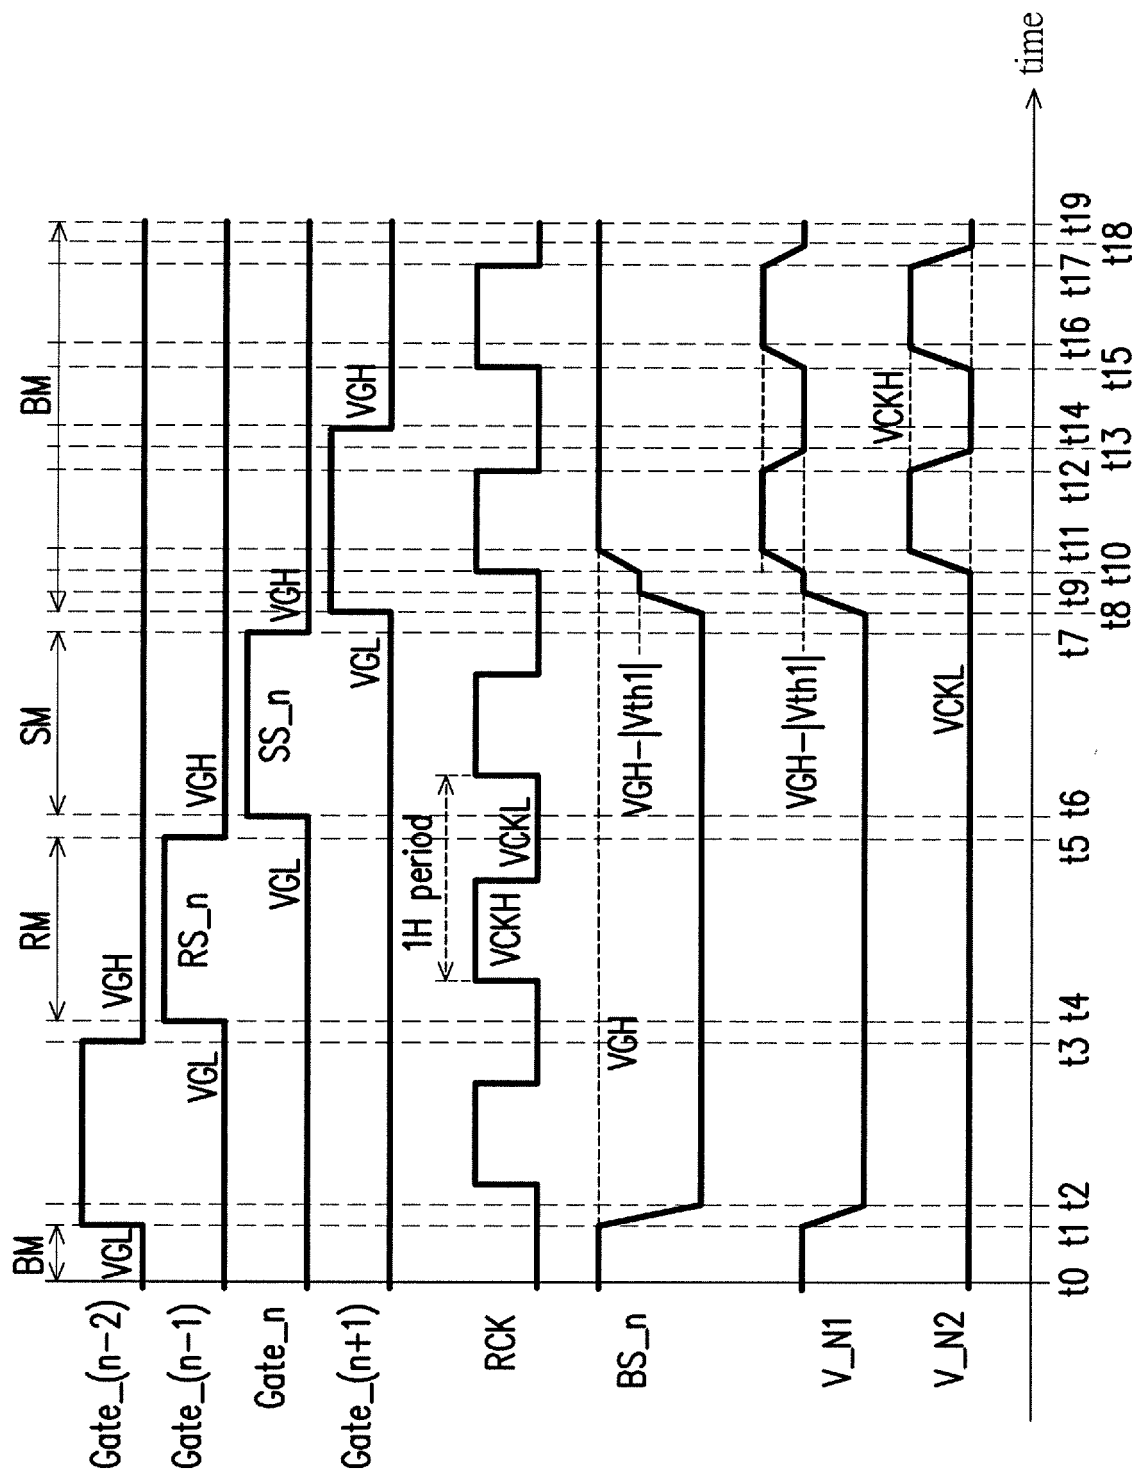 BM
RM
SM
BM
Gate_(n-2)
VGL
VGH
Gate_(n-1)
VGL
RS_n
VGH
Gate_n
VGL
SS_n
VGH
Gate_(n+1)
VGL
VGH
1H period
RCK
VCKH
VCKL
BS_n
VGH
VGH-|Vth1|
V_N1
VGH-|Vth1|
V_N2
VCKL
VCKH
time
t0 t1 t2 t3 t4 t5 t6 t7 t8 t9 t10 t11 t12 t13 t14 t15 t16 t17 t18 t19